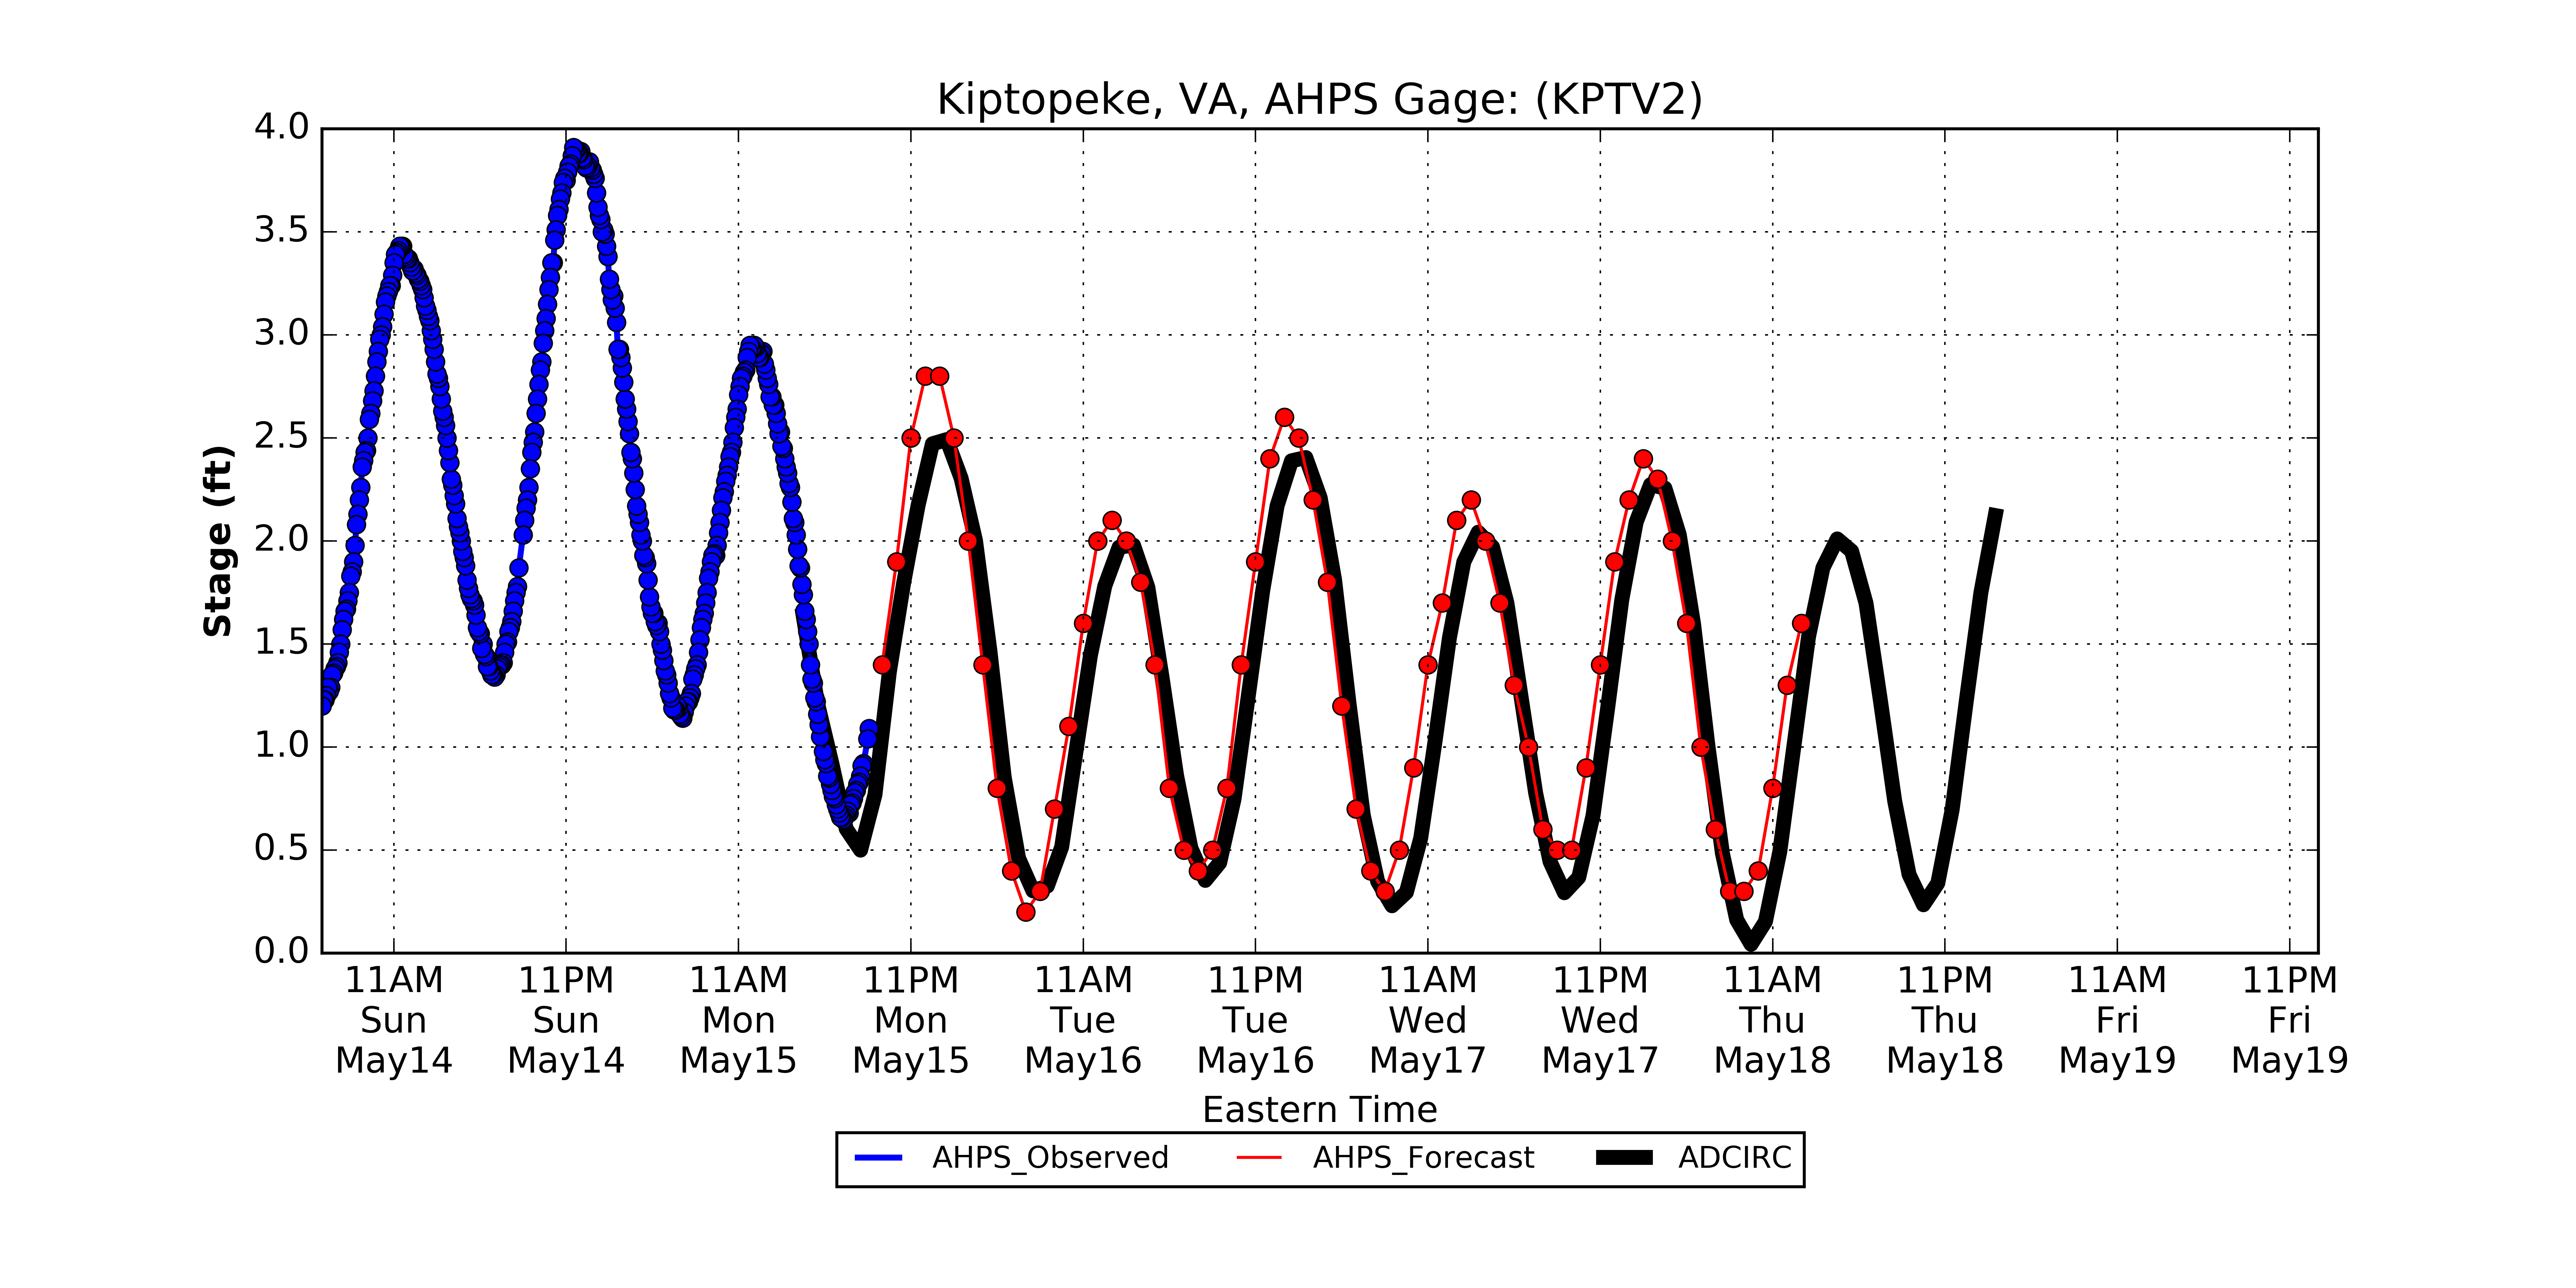 Kiptopeke, VA, AHPS Gage: (KPTV2)
Stage (ft)
4.0
3.5
3.0
2.5
2.0
1.5
1.0
0.5
0.0
11AM 11PM 11AM 11PM 11AM 11PM 11AM 11PM 11AM 11PM 11AM 11PM
Sun Sun Mon Mon Tue Tue Wed Wed Thu Thu Fri Fri
May14 May14 May15 May15 May16 May16 May17 May17 May18 May18 May19 May19
Eastern Time
AHPS_Observed AHPS_Forecast ADCIRC